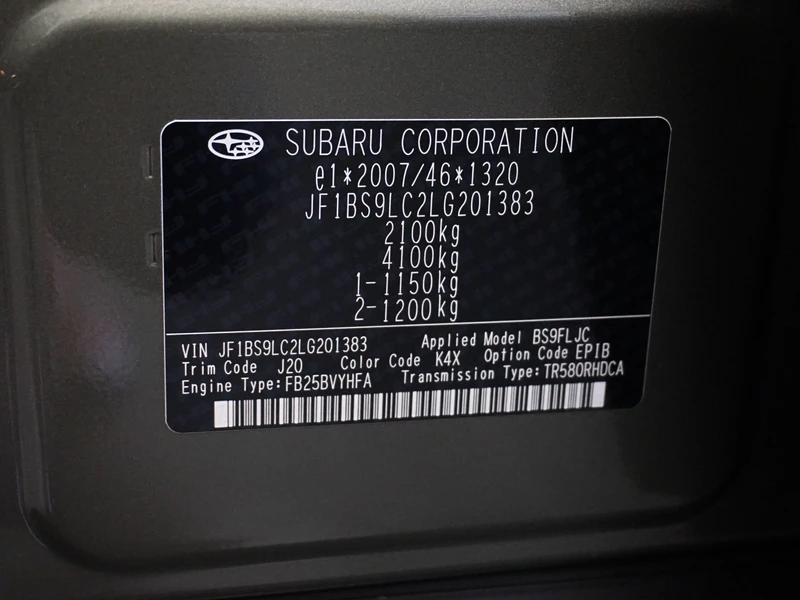 SUBARU CORPORATION
e1*2007/46*1320
JF1BS9LC2LG201383
2100kg
4100kg
1-1150kg
2-1200kg
VIN JF1BS9LC2LG201383 Applied Model BS9FLJC
Trim Code J20 Color Code K4X Option Code EPIB
Engine Type:FB25BVYHFA Transmission Type:TR580RHDCA